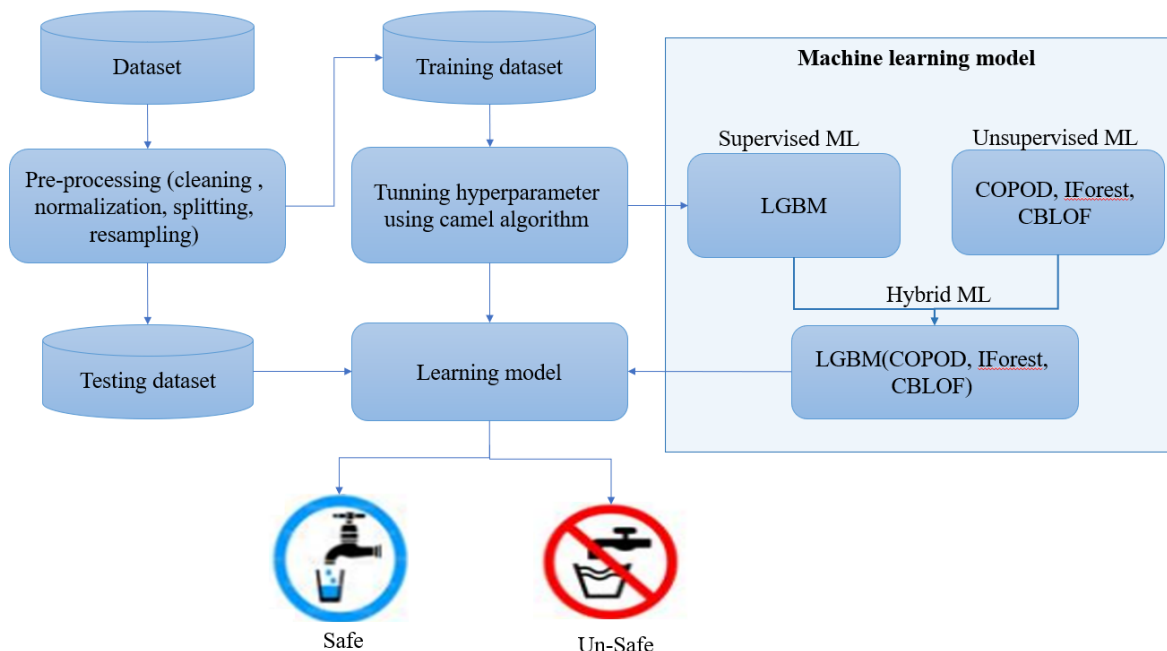 Dataset
Pre-processing (cleaning ,
normalization, splitting,
resampling)
Testing dataset
Training dataset
Tunning hyperparameter
using camel algorithm
Learning model
Machine learning model
Supervised ML
LGBM
Unsupervised ML
COPOD, IForest,
CBLOF
Hybrid ML
LGBM(COPOD, IForest,
CBLOF)
Safe
Un-Safe